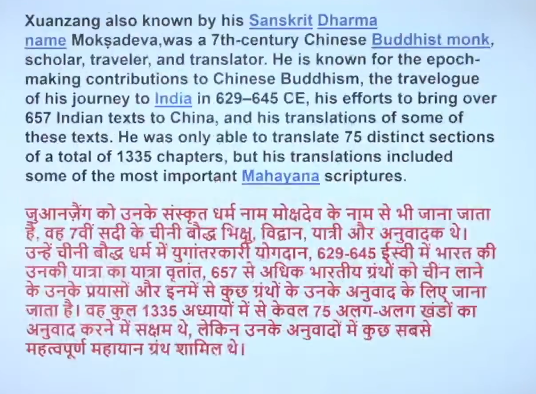 Xuanzang also known by his Sanskrit Dharma
name Mokṣadeva,was a 7th-century Chinese Buddhist monk,
scholar, traveler, and translator. He is known for the epoch-
making contributions to Chinese Buddhism, the travelogue
of his journey to India in 629–645 CE, his efforts to bring over
657 Indian texts to China, and his translations of some of
these texts. He was only able to translate 75 distinct sections
of a total of 1335 chapters, but his translations included
some of the most important Mahayana scriptures.
जुआनज़ैंग को उनके संस्कृत धर्म नाम मोक्षदेव के नाम से भी जाना जाता
है, वह 7वीं सदी के चीनी बौद्ध भिक्षु, विद्वान, यात्री और अनुवादक थे।
उन्हें चीनी बौद्ध धर्म में युगांतरकारी योगदान, 629-645 ईस्वी में भारत की
उनकी यात्रा का यात्रा वृतांत, 657 से अधिक भारतीय ग्रंथों को चीन लाने
के उनके प्रयासों और इनमें से कुछ ग्रंथों के उनके अनुवाद के लिए जाना
जाता है। वह कुल 1335 अध्यायों में से केवल 75 अलग-अलग खंडों का
अनुवाद करने में सक्षम थे, लेकिन उनके अनुवादों में कुछ सबसे
महत्वपूर्ण महायान ग्रंथ शामिल थे।